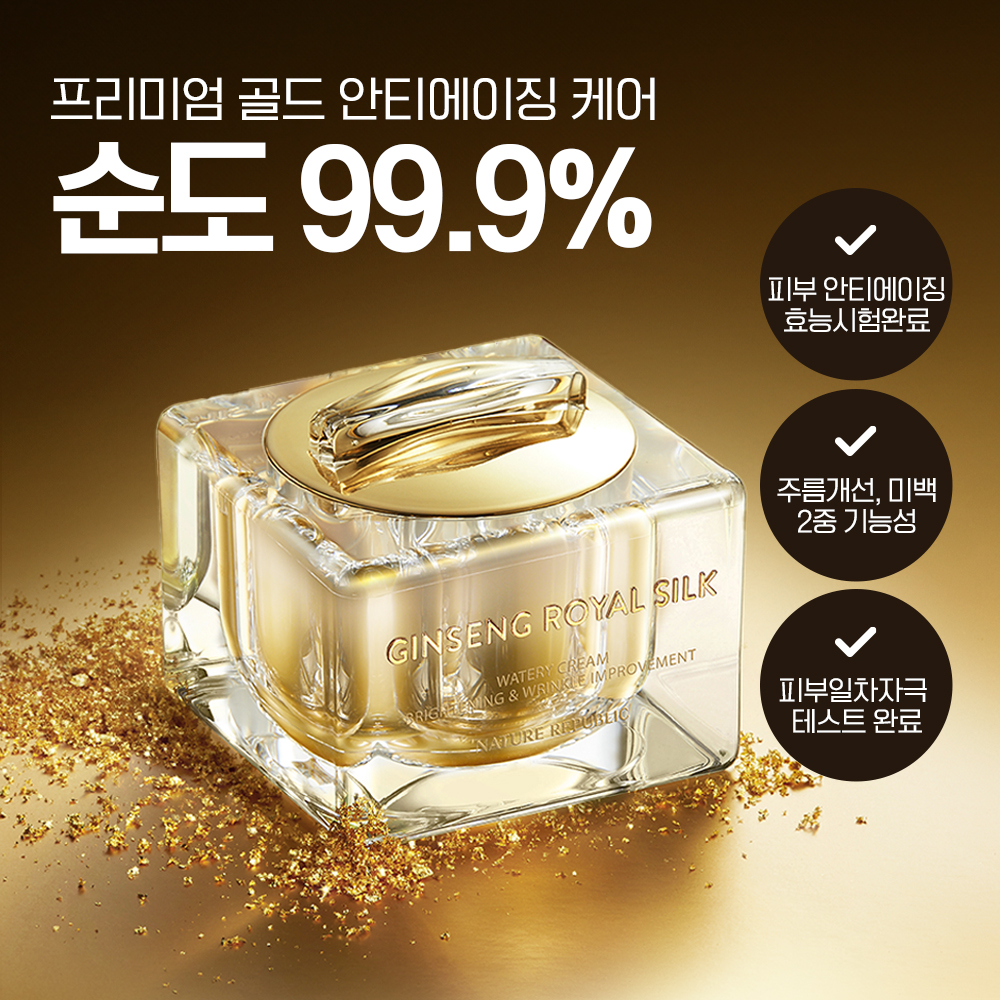 프리미엄 골드 안티에이징 케어
순도 99.9%
피부 안티에이징
효능시험완료
주름개선, 미백
2중 기능성
피부일차자극
테스트 완료
GINSENG ROYAL SILK
WATERY CREAM
BRIGHTENING & WRINKLE IMPROVEMENT
NATURE REPUBLIC